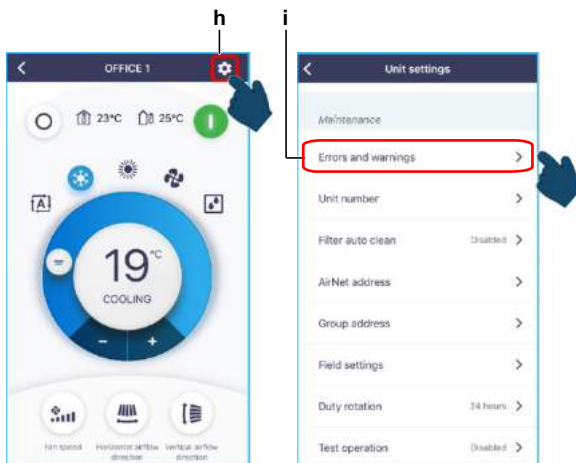 h
i
OFFICE 1
23°C
25°C
A
19°C
COOLING
-
+
Fan speed
Horizontal airflow direction
Vertical airflow direction
Unit settings
Maintenance
Errors and warnings
Unit number
Filter auto clean Disabled
AirNet address
Group address
Field settings
Duty rotation 24 hours
Test operation Disabled